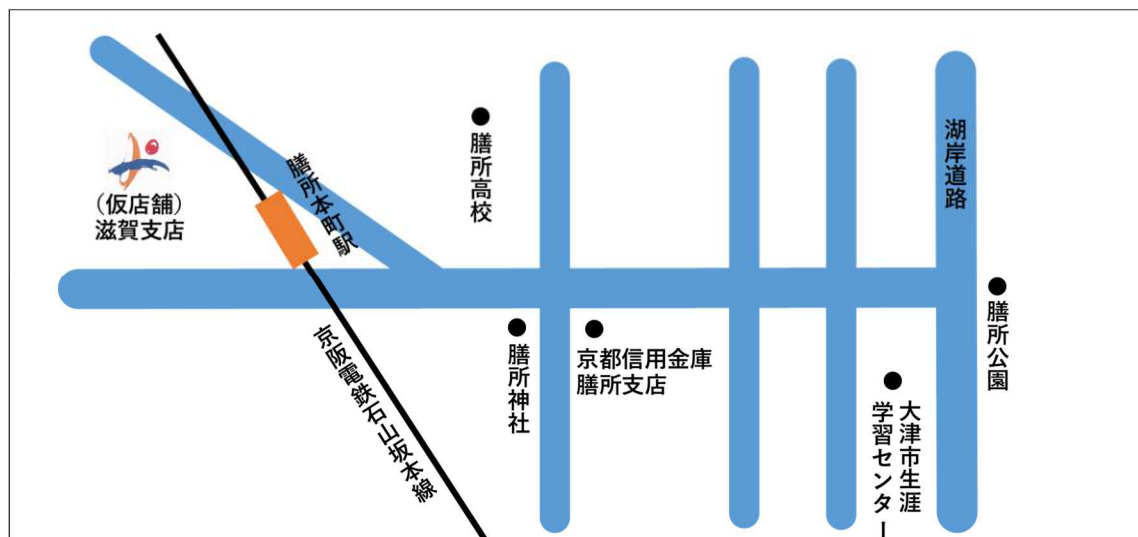 (仮店舗)
滋賀支店
膳所本町駅
京阪電鉄石山坂本線
膳所高校
膳所神社
京都信用金庫
膳所支店
湖岸道路
膳所公園
大津市生涯
学習センター